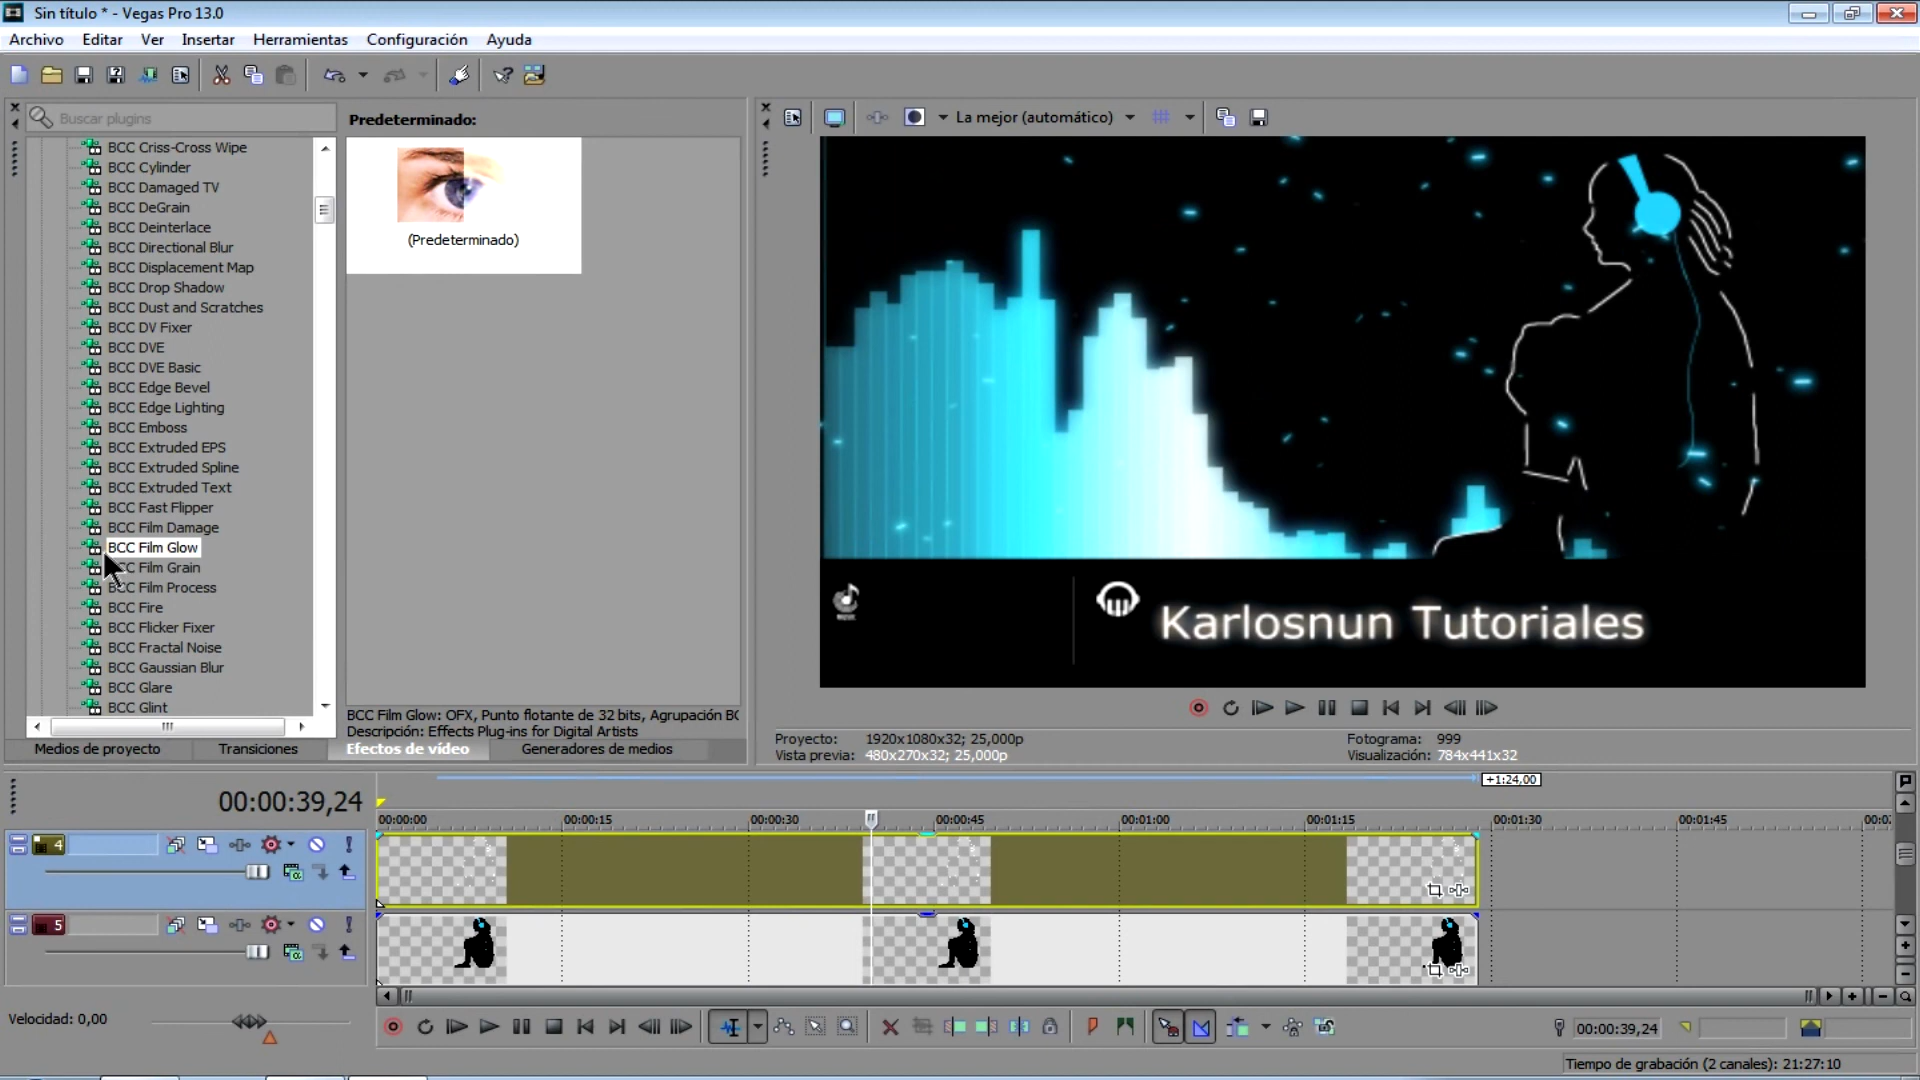 Sin título * - Vegas Pro 13.0
Archivo Editar Ver Insertar Herramientas Configuración Ayuda
Buscar plugins
BCC Criss-Cross Wipe
BCC Cylinder
BCC Damaged TV
BCC DeGrain
BCC Deinterlace
BCC Directional Blur
BCC Displacement Map
BCC Drop Shadow
BCC Dust and Scratches
BCC DV Fixer
BCC DVE
BCC DVE Basic
BCC Edge Bevel
BCC Edge Lighting
BCC Emboss
BCC Extruded EPS
BCC Extruded Spline
BCC Extruded Text
BCC Fast Flipper
BCC Film Damage
BCC Film Glow
BCC Film Grain
BCC Film Process
BCC Fire
BCC Flicker Fixer
BCC Fractal Noise
BCC Gaussian Blur
BCC Glare
BCC Glint
Predeterminado:
(Predeterminado)
BCC Film Glow: OFX, Punto flotante de 32 bits, Agrupación BC
Descripción: Effects Plug-ins for Digital Artists
Medios de proyecto Transiciones Efectos de vídeo Generadores de medios
La mejor (automático)
Karlosnun Tutoriales
Proyecto: 1920x1080x32; 25,000p
Vista previa: 480x270x32; 25,000p
Fotograma: 999
Visualización: 784x441x32
+1:24,00
00:00:39,24
00:00:00 00:00:15 00:00:30 00:00:45 00:01:00 00:01:15 00:01:30 00:01:45
4
5
Velocidad: 0,00
00:00:39,24
Tiempo de grabación (2 canales): 21:27:10